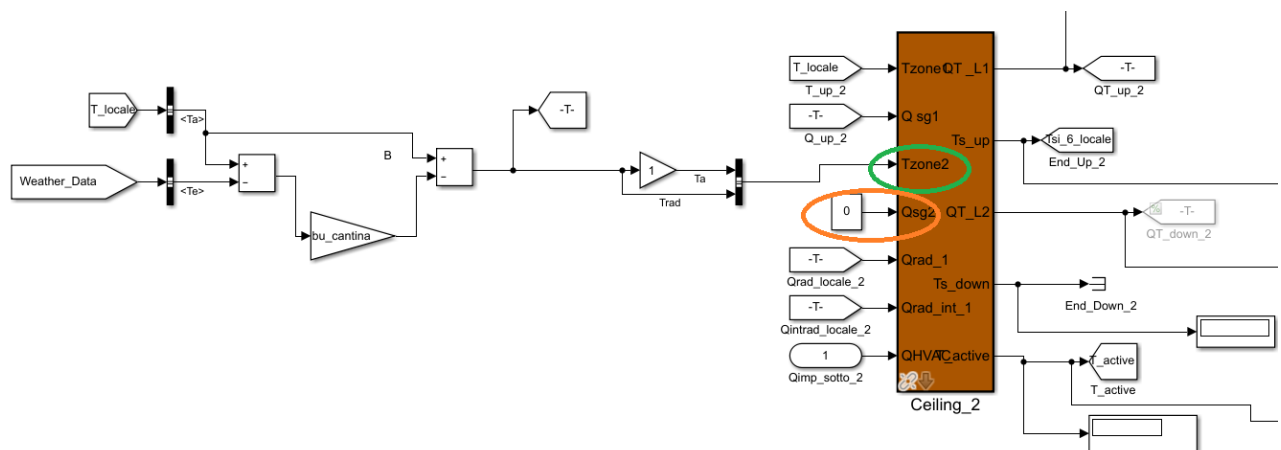 T_locale
<Ta>
Weather_Data
<Te>
+
−
bu_cantina
B
+
−
-T-
1
Ta
Trad
T_locale
T_up_2
-T-
Q_up_2
0
-T-
Qrad_locale_2
-T-
Qintrad_locale_2
1
Qimp_sotto_2
Tzone1
QT_L1
Q sg1
Ts_up
Tzone2
Qsg2
QT_L2
Qrad_1
Ts_down
Qrad_int_1
QHVAC
T_active
Ceiling_2
-T-
QT_up_2
Tsi_6_locale
End_Up_2
-T-
QT_down_2
End_Down_2
T_active
T_active